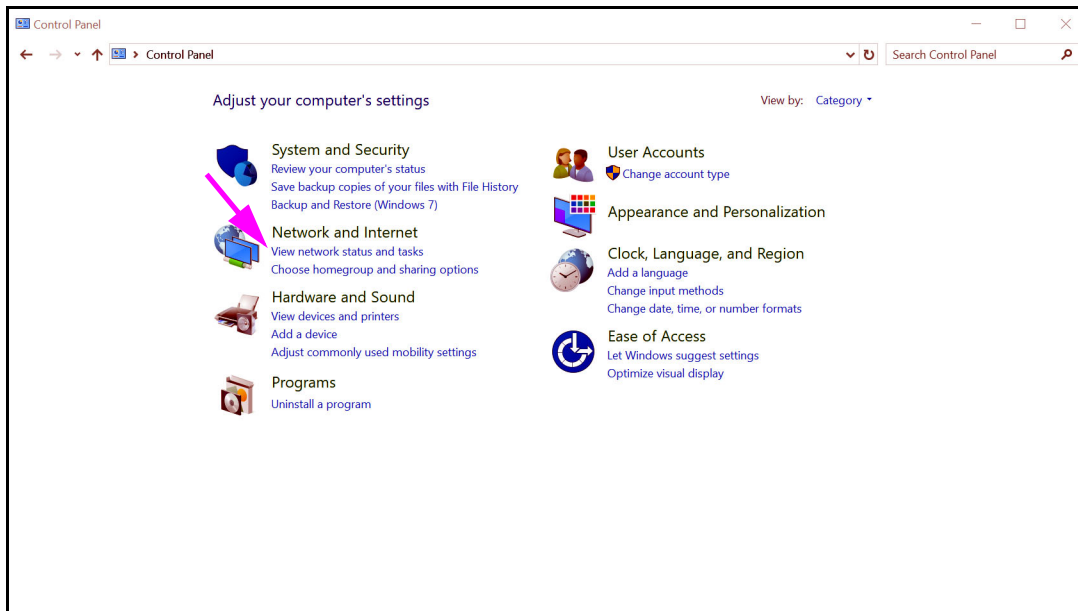 Control Panel
Control Panel
Search Control Panel
Adjust your computer's settings
View by: Category
System and Security
Review your computer's status
Save backup copies of your files with File History
Backup and Restore (Windows 7)
Network and Internet
View network status and tasks
Choose homegroup and sharing options
Hardware and Sound
View devices and printers
Add a device
Adjust commonly used mobility settings
Programs
Uninstall a program
User Accounts
Change account type
Appearance and Personalization
Clock, Language, and Region
Add a language
Change input methods
Change date, time, or number formats
Ease of Access
Let Windows suggest settings
Optimize visual display